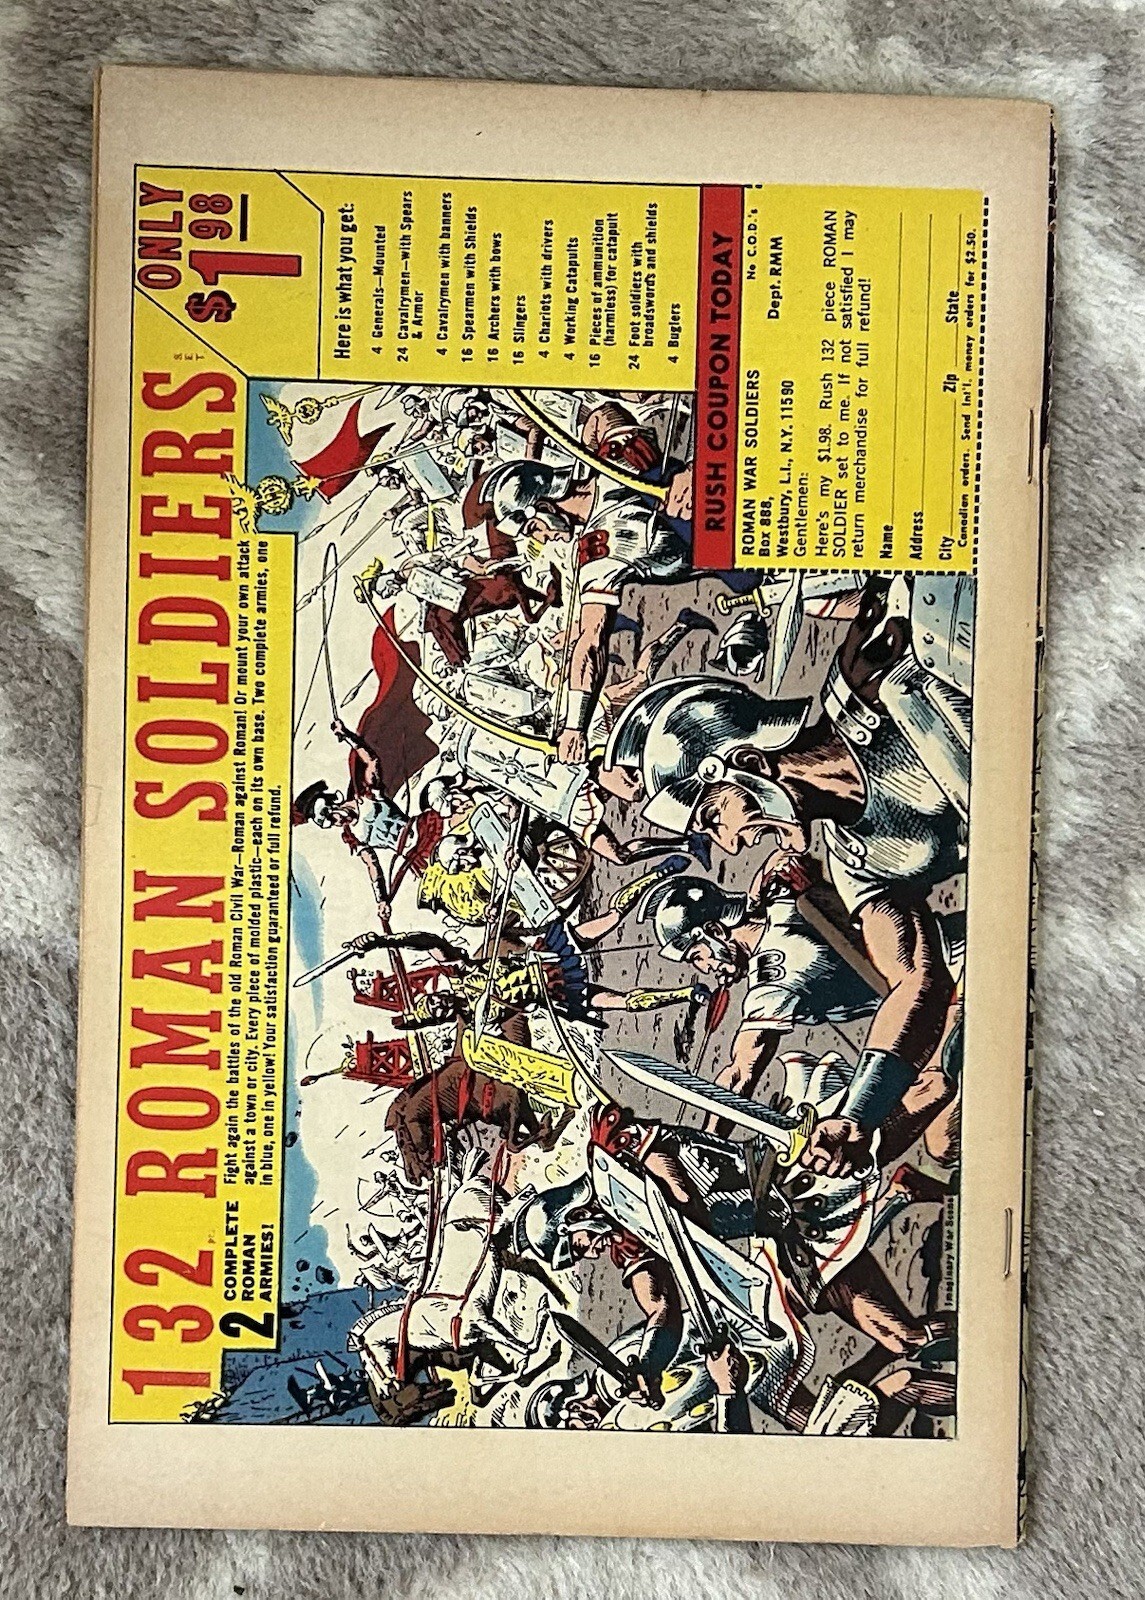 132 ROMAN SOLDIERS
ONLY
$1.98
2 COMPLETE
ROMAN
ARMIES!
Fight again the battles of the old Roman Civil War—Roman against Roman! Or mount your own attack
against a town or city. Every piece of molded plastic—each on its own base. Two complete armies, one
in blue, one in yellow! Your satisfaction guaranteed or full refund.
Here is what you get:
4 Generals—Mounted
24 Cavalrymen—with Spears
& Armor
4 Cavalrymen with banners
16 Spearmen with Shields
16 Archers with bows
16 Slingers
4 Chariots with drivers
4 Working Catapults
16 Pieces of ammunition
(harmless) for catapult
24 Foot soldiers with
broadswords and shields
4 Buglers
RUSH COUPON TODAY
ROMAN WAR SOLDIERS No C.O.D.'s
Box 888, Dept. RMM
Westbury, L.I., N.Y. 11590
Gentlemen:
Here's my $1.98. Rush 132 piece ROMAN
SOLDIER set to me. If not satisfied I may
return merchandise for full refund!
Name
Address
City Zip State
Canadian orders. Send Int'l. money orders for $2.50.
Imaginary War Scene